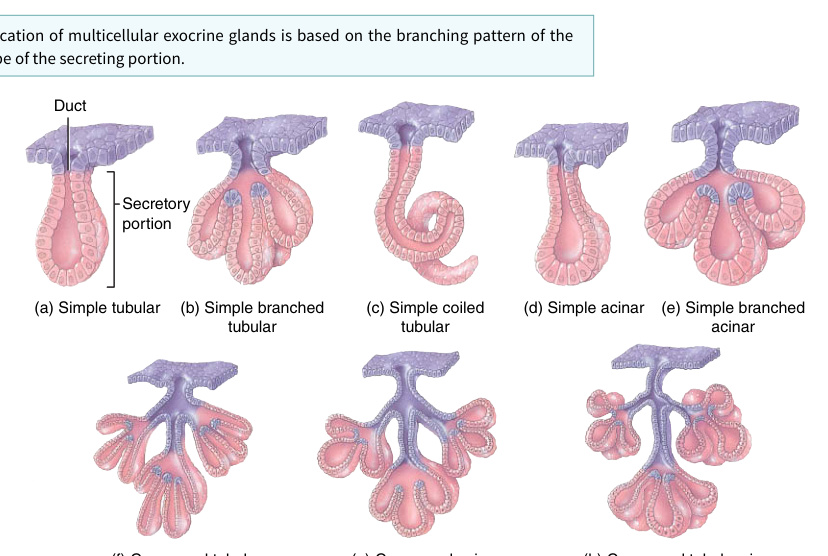 cation of multicellular exocrine glands is based on the branching pattern of the
pe of the secreting portion.
Duct
Secretory
portion
(a) Simple tubular
(b) Simple branched
tubular
(c) Simple coiled
tubular
(d) Simple acinar
(e) Simple branched
acinar